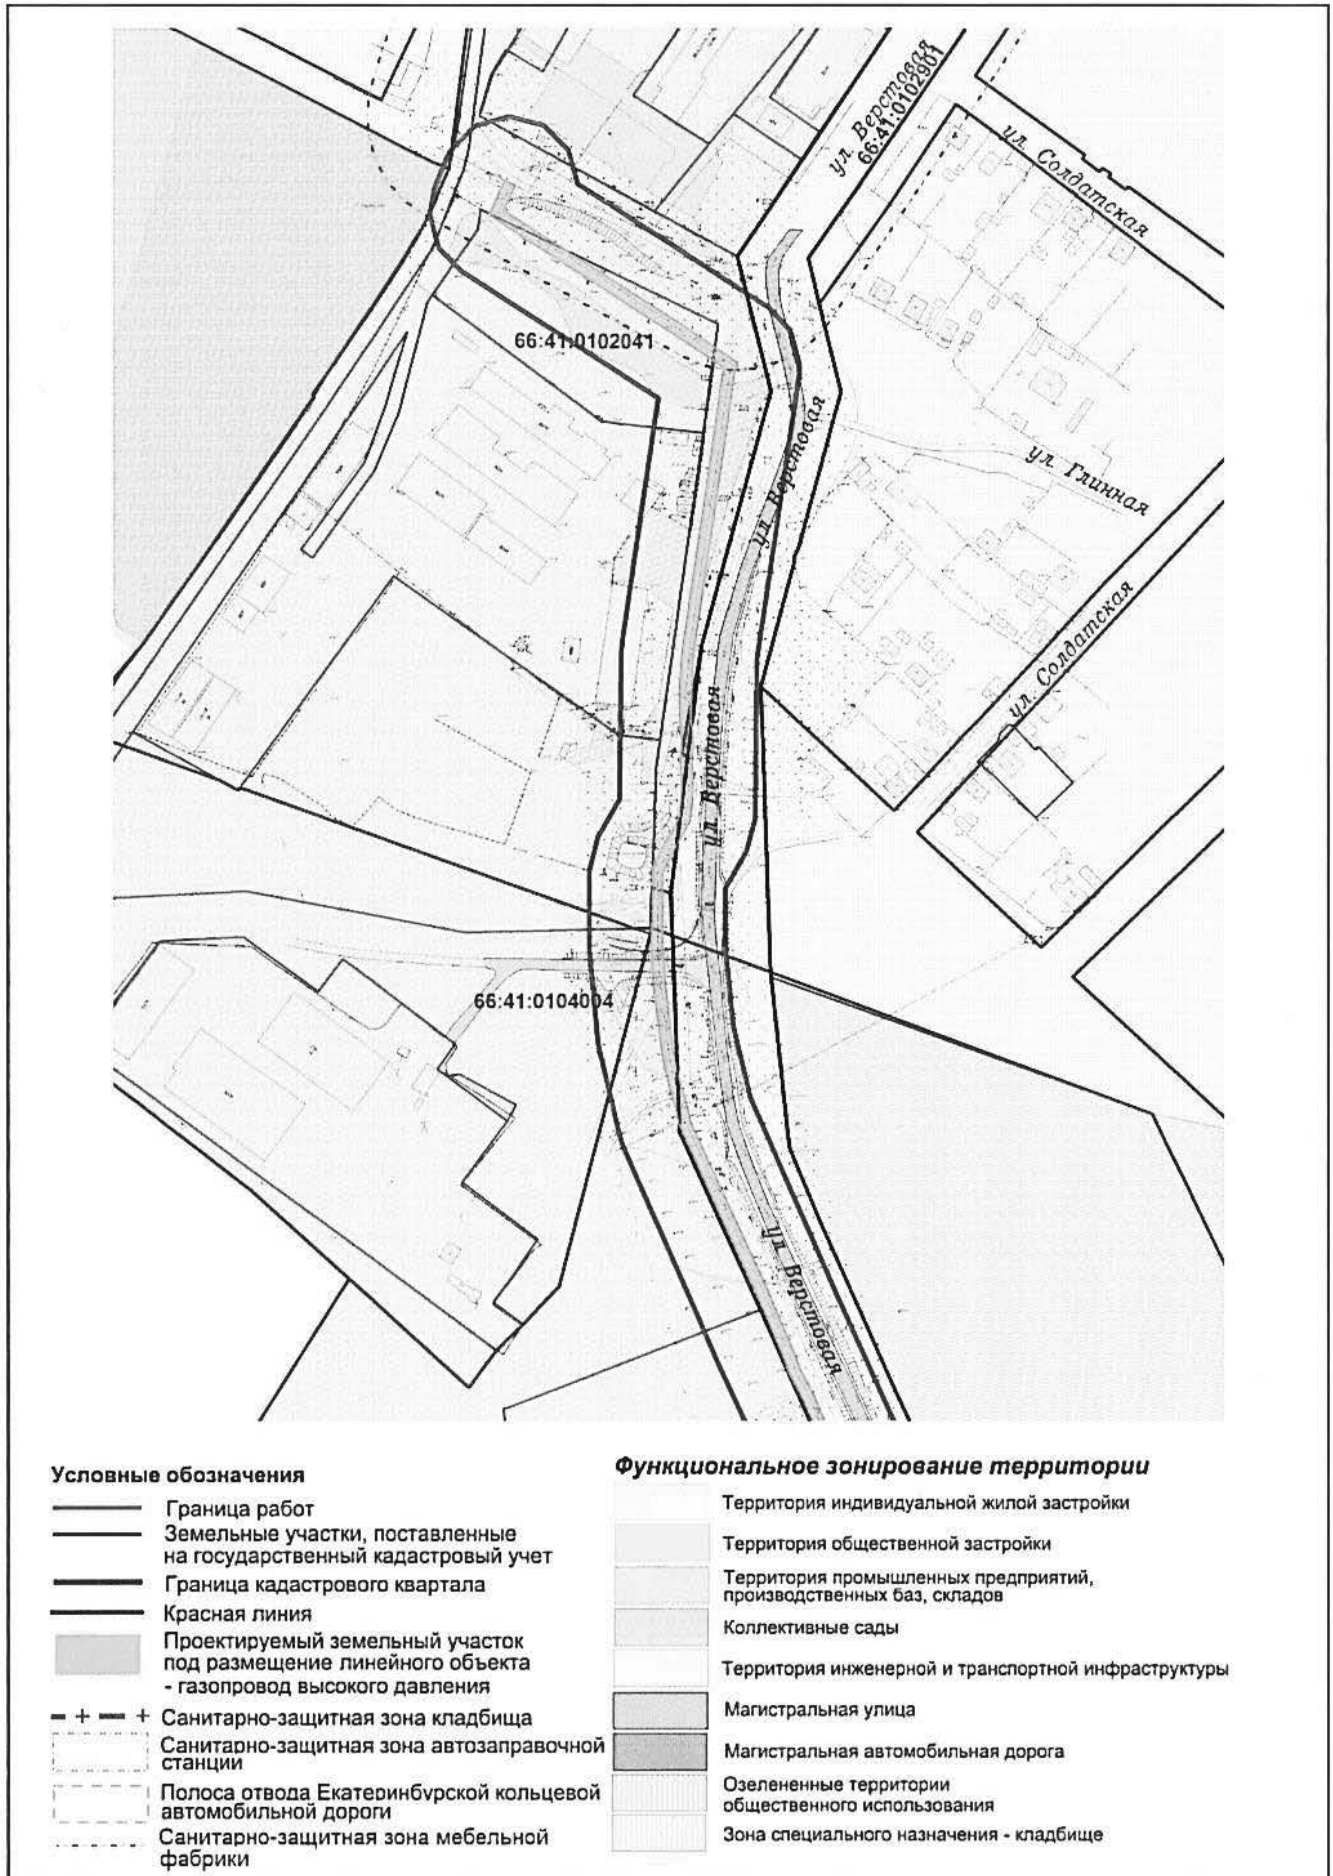 ул. Верстовая
66:41:0102901
ул. Солдатская
66:41:0102041
ул. Верстовая
ул. Глинная
ул. Солдатская
ул. Верстовая
66:41:0104004
ул. Верстовая
Условные обозначения
Граница работ
Земельные участки, поставленные
на государственный кадастровый учет
Граница кадастрового квартала
Красная линия
Проектируемый земельный участок
под размещение линейного объекта
- газопровод высокого давления
Санитарно-защитная зона кладбища
Санитарно-защитная зона автозаправочной
станции
Полоса отвода Екатеринбурской кольцевой
автомобильной дороги
Санитарно-защитная зона мебельной
фабрики
Функциональное зонирование территории
Территория индивидуальной жилой застройки
Территория общественной застройки
Территория промышленных предприятий,
производственных баз, складов
Коллективные сады
Территория инженерной и транспортной инфраструктуры
Магистральная улица
Магистральная автомобильная дорога
Озелененные территории
общественного использования
Зона специального назначения - кладбище